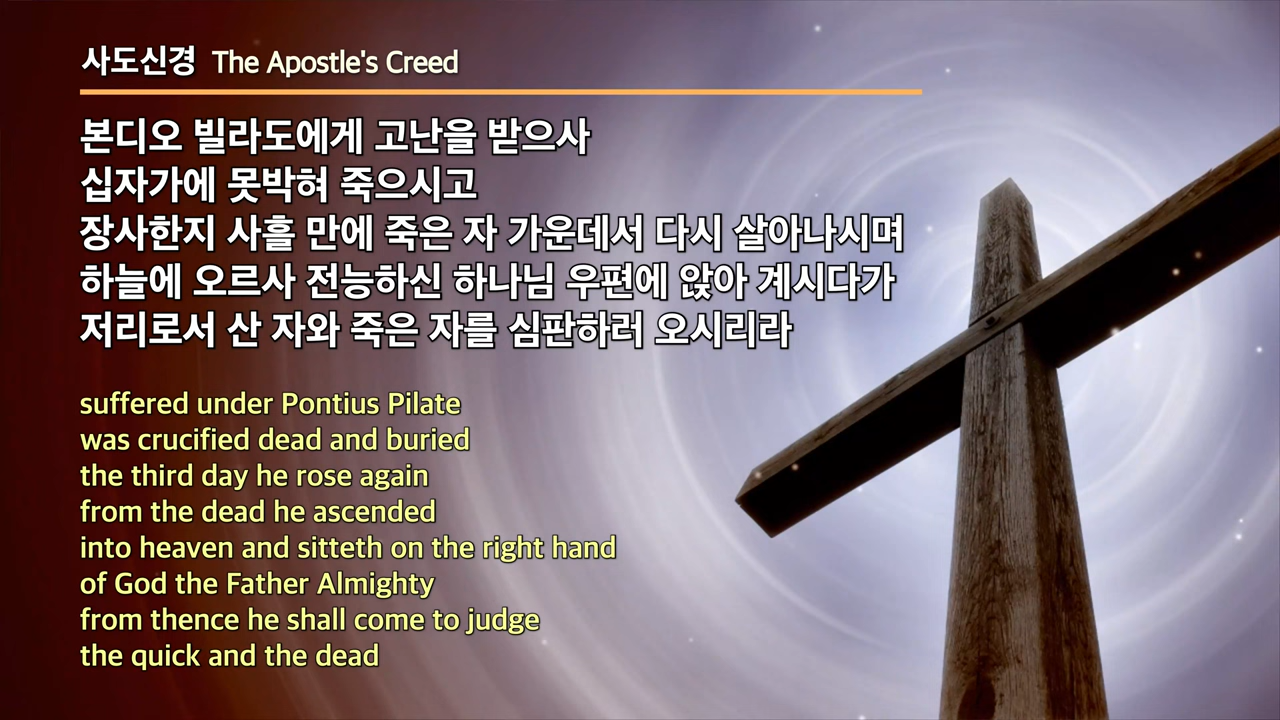 사도신경 The Apostle's Creed
본디오 빌라도에게 고난을 받으사
십자가에 못박혀 죽으시고
장사한지 사흘 만에 죽은 자 가운데서 다시 살아나시며
하늘에 오르사 전능하신 하나님 우편에 앉아 계시다가
저리로서 산 자와 죽은 자를 심판하러 오시리라
suffered under Pontius Pilate
was crucified dead and buried
the third day he rose again
from the dead he ascended
into heaven and sitteth on the right hand
of God the Father Almighty
from thence he shall come to judge
the quick and the dead